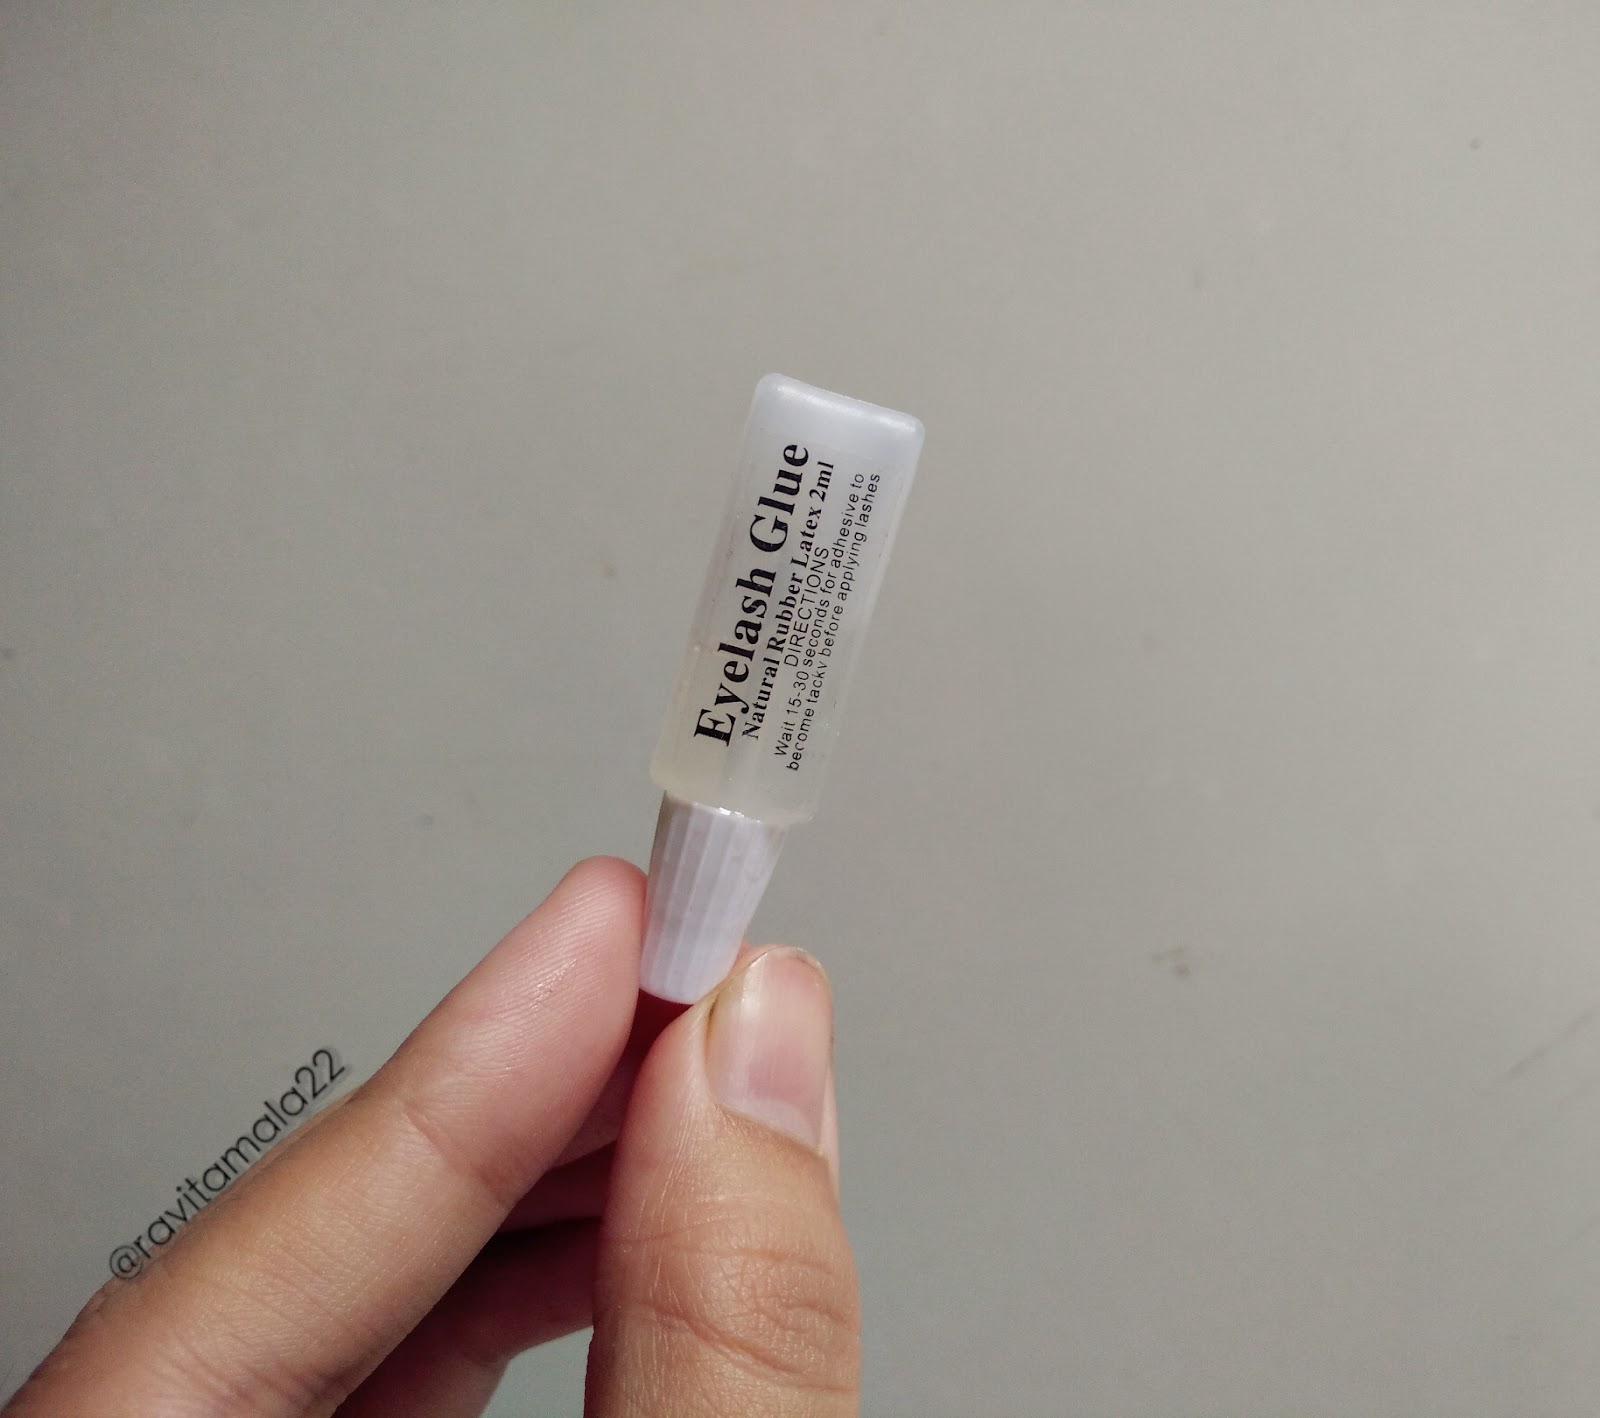 Eyelash Glue
Natural Rubber Latex 2ml
DIRECTIONS
Wait 15-30 seconds for adhesive to
become tacky before applying lashes
@ravitamala22